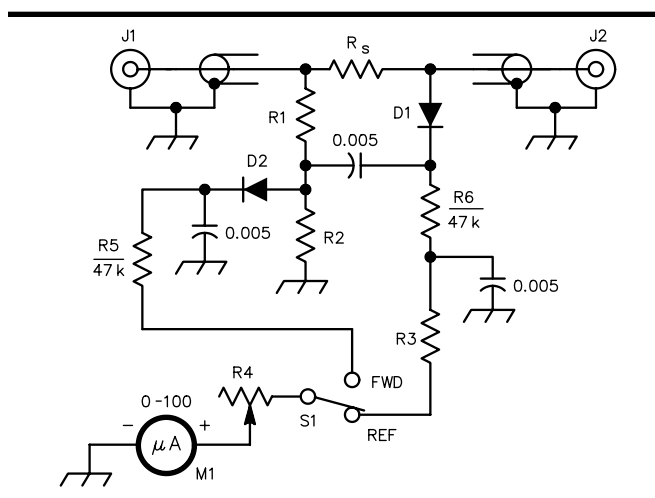 J1
R s
J2
R1
D1
0.005
D2
R6
47 k
0.005
R2
R5
47 k
0.005
R3
R4
FWD
0-100
S1
REF
− +
μA
M1